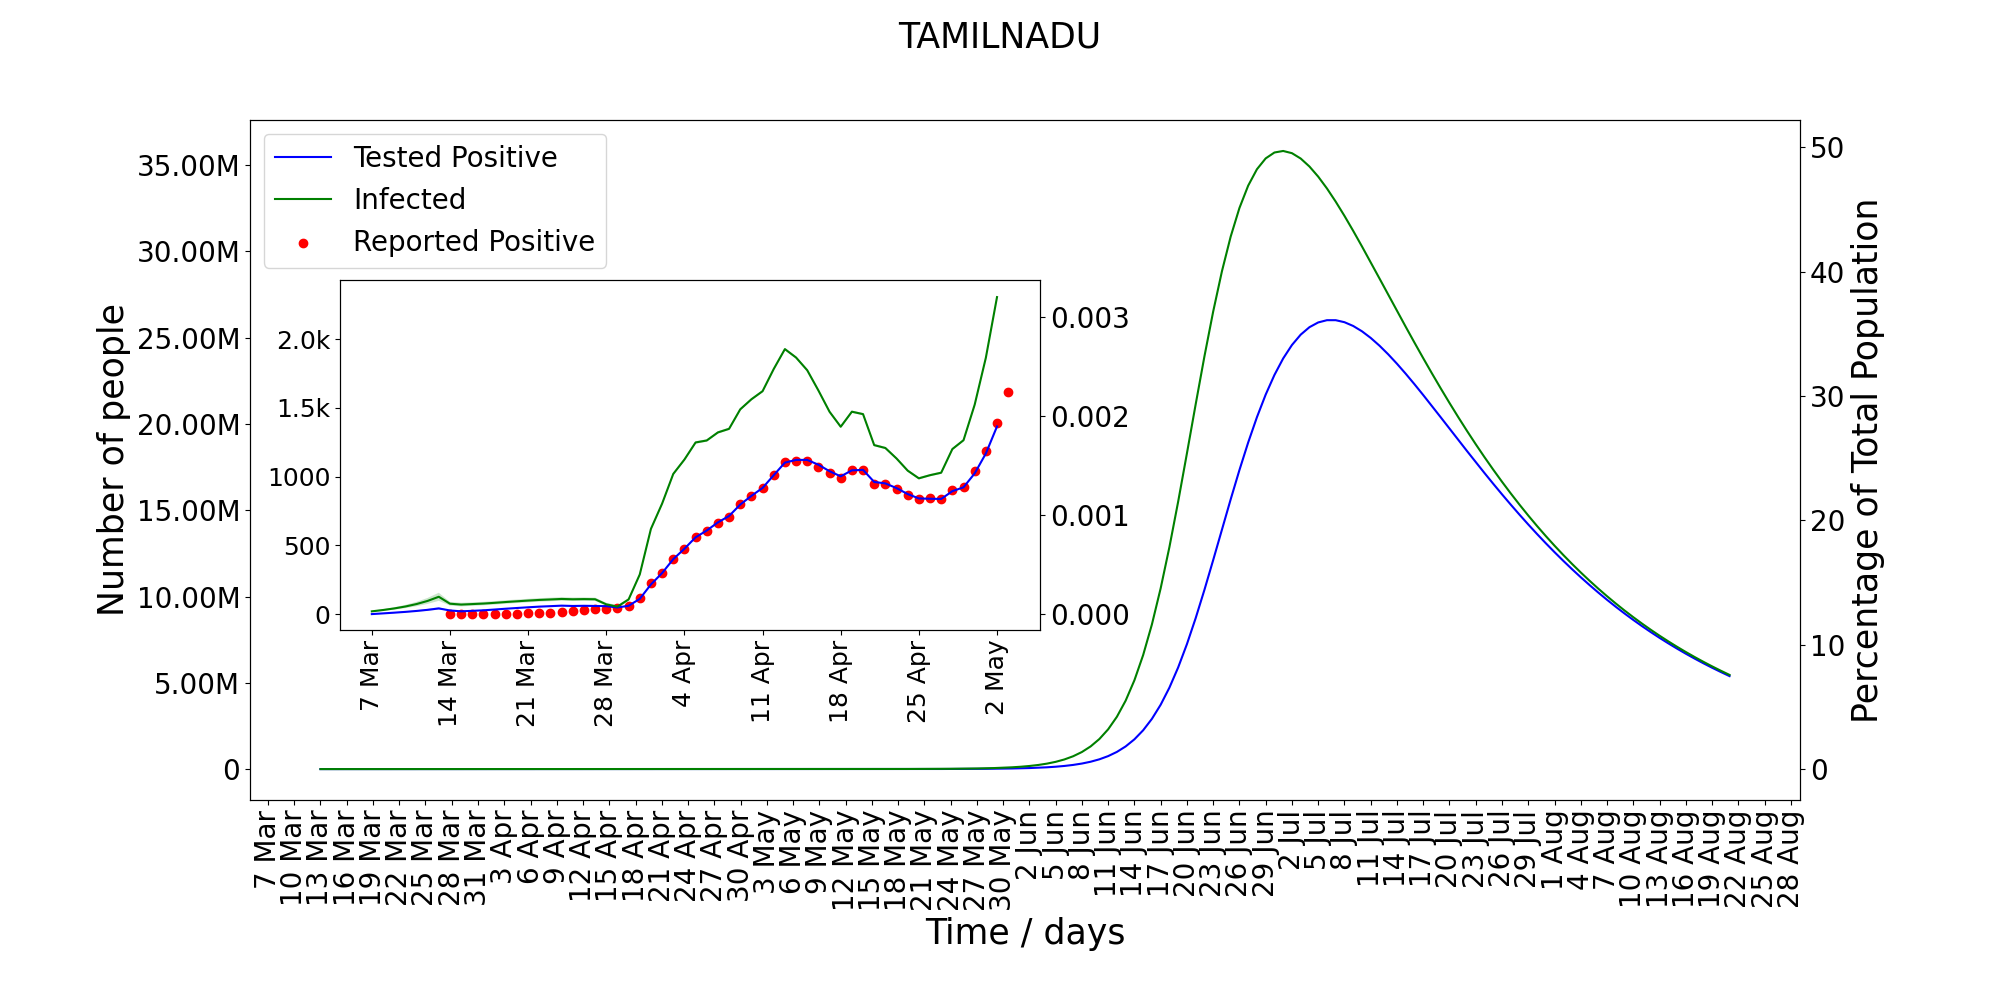 TAMILNADU
Tested Positive
Infected
Reported Positive
Number of people
35.00M
30.00M
25.00M
20.00M
15.00M
10.00M
5.00M
0
2.0k
1.5k
1000
500
0
0.003
0.002
0.001
0.000
7 Mar
14 Mar
21 Mar
28 Mar
4 Apr
11 Apr
18 Apr
25 Apr
2 May
50
40
30
20
10
0
Percentage of Total Population
7 Mar
10 Mar
13 Mar
16 Mar
19 Mar
22 Mar
25 Mar
28 Mar
31 Mar
3 Apr
6 Apr
9 Apr
12 Apr
15 Apr
18 Apr
21 Apr
24 Apr
27 Apr
30 Apr
3 May
6 May
9 May
12 May
15 May
18 May
21 May
24 May
27 May
30 May
2 Jun
5 Jun
8 Jun
11 Jun
14 Jun
17 Jun
20 Jun
23 Jun
26 Jun
29 Jun
2 Jul
5 Jul
8 Jul
11 Jul
14 Jul
17 Jul
20 Jul
23 Jul
26 Jul
29 Jul
1 Aug
4 Aug
7 Aug
10 Aug
13 Aug
16 Aug
19 Aug
22 Aug
25 Aug
28 Aug
Time / days